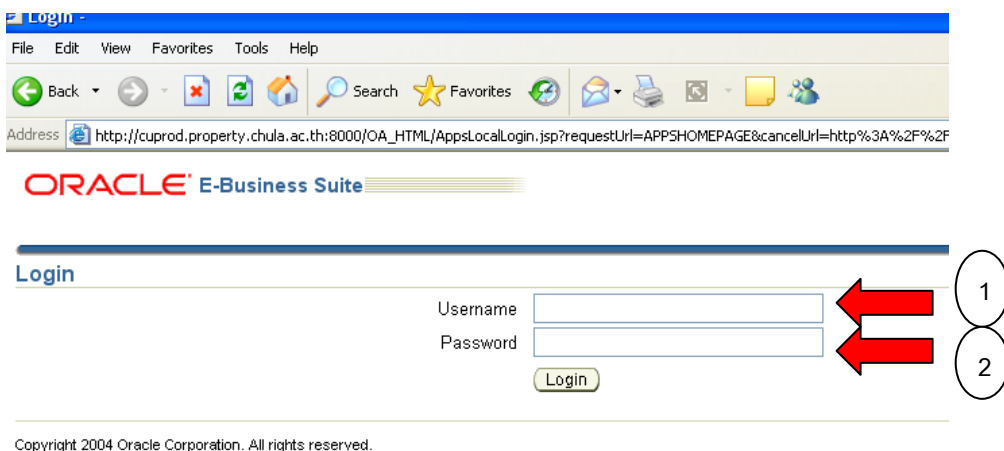 Login -
File Edit View Favorites Tools Help
Back Search Favorites
Address http://cuprod.property.chula.ac.th:8000/OA_HTML/AppsLocalLogin.jsp?requestUrl=APPSHOMEPAGE&cancelUrl=http%3A%2F%2F
ORACLE E-Business Suite
Login
Username 1
Password 2
Login
Copyright 2004 Oracle Corporation. All rights reserved.